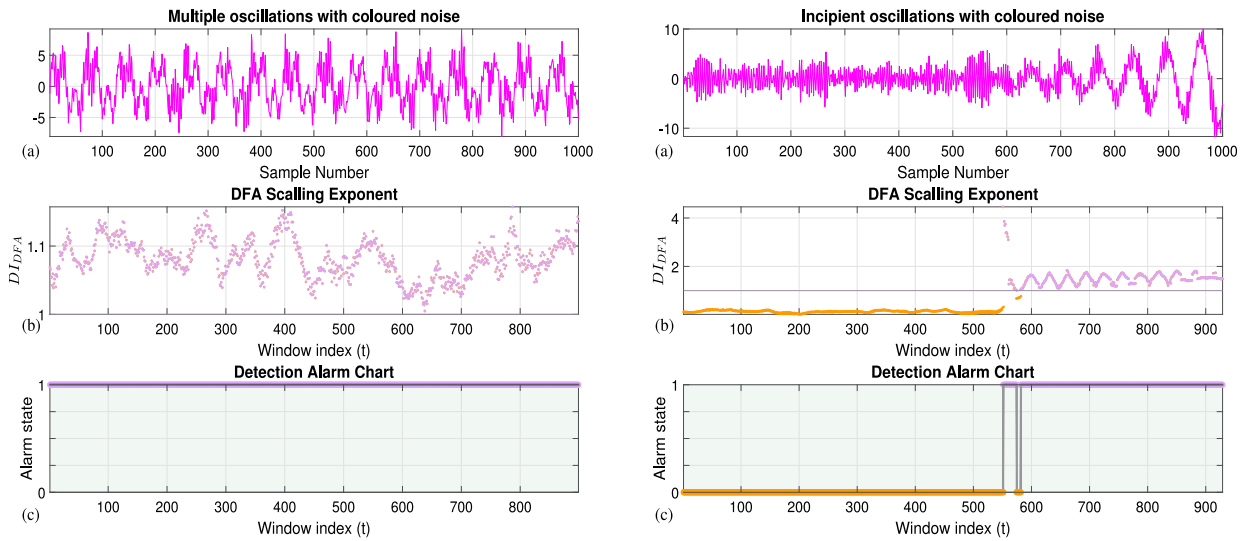 Multiple oscillations with coloured noise
5
0
-5
100 200 300 400 500 600 700 800 900 1000
(a)
Sample Number
DFA Scalling Exponent
DI_DFA
1.1
1
100 200 300 400 500 600 700 800
(b)
Window index (t)
Detection Alarm Chart
Alarm state
1
0
100 200 300 400 500 600 700 800
(c)
Window index (t)
Incipient oscillations with coloured noise
10
0
-10
100 200 300 400 500 600 700 800 900 1000
(a)
Sample Number
DFA Scalling Exponent
DI_DFA
4
2
100 200 300 400 500 600 700 800 900
(b)
Window index (t)
Detection Alarm Chart
Alarm state
1
0
100 200 300 400 500 600 700 800 900
(c)
Window index (t)